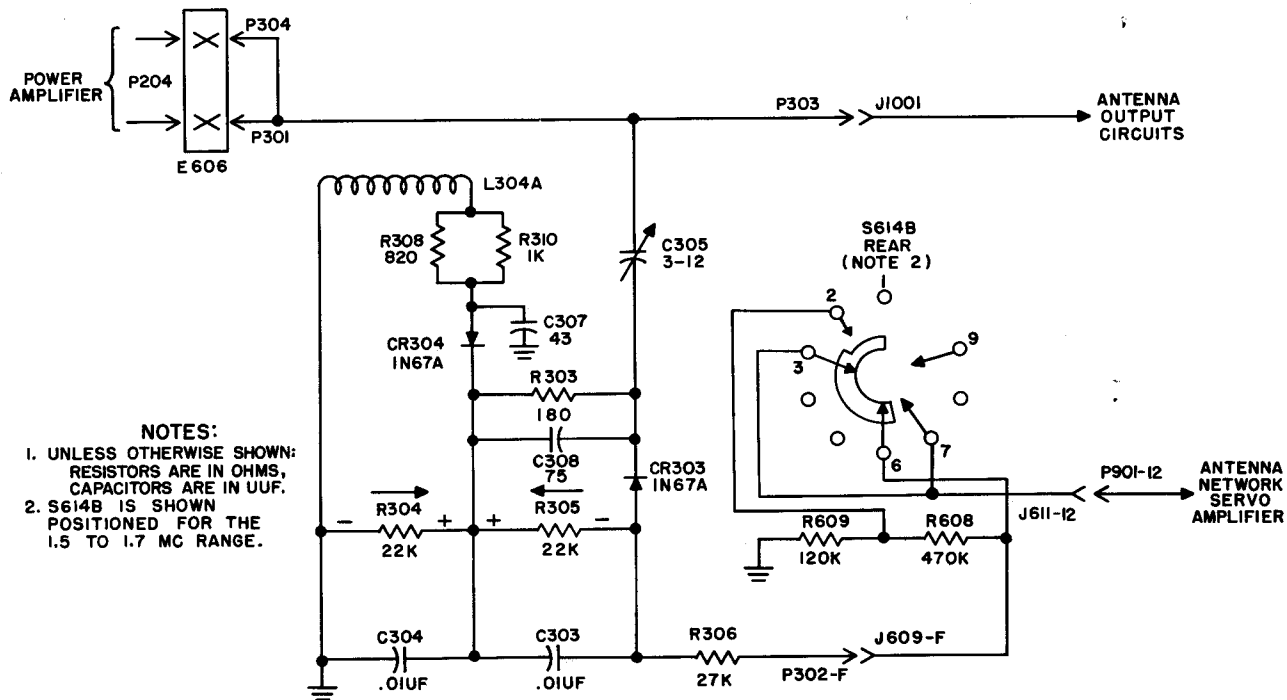 P304
POWER
AMPLIFIER
P204
P301
E606
P303
J1001
ANTENNA
OUTPUT
CIRCUITS
L304A
R308
820
R310
1K
C305
3-12
S614B
REAR
(NOTE 2)
1
2
3
9
7
6
C307
43
CR304
1N67A
R303
180
C308
75
CR303
1N67A
NOTES:
1. UNLESS OTHERWISE SHOWN:
RESISTORS ARE IN OHMS,
CAPACITORS ARE IN UUF.
2. S614B IS SHOWN
POSITIONED FOR THE
1.5 TO 1.7 MC RANGE.
- R304 +
22K
+ R305 -
22K
P901-12
ANTENNA
NETWORK
SERVO
AMPLIFIER
J611-12
R609
120K
R608
470K
C304
.01UF
C303
.01UF
R306
27K
P302-F
J609-F